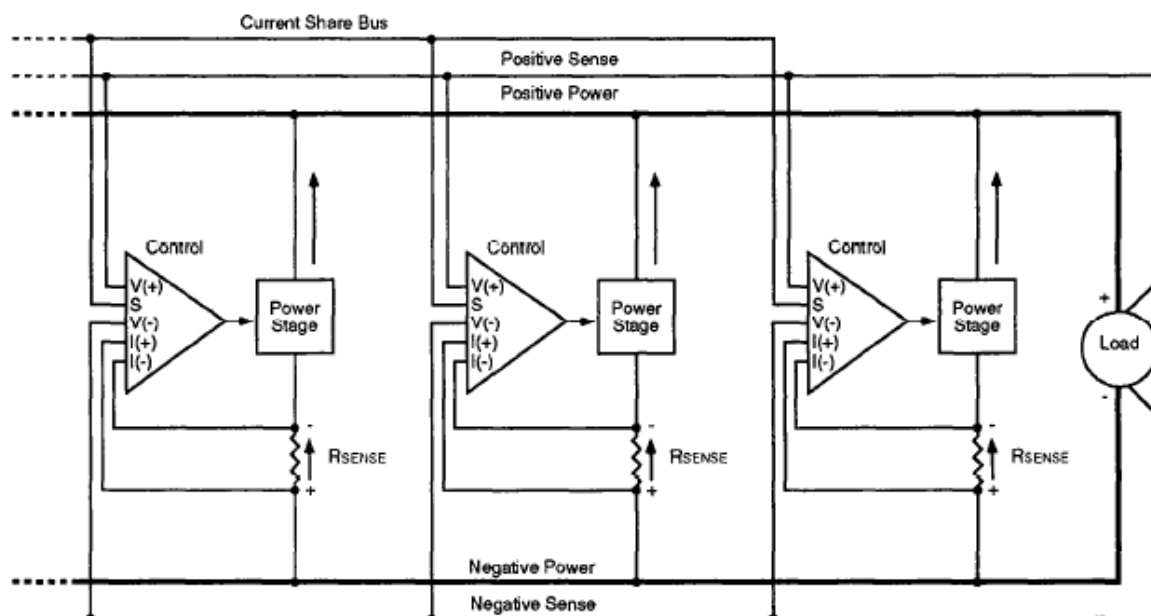 Current Share Bus
Positive Sense
Positive Power
Control
V(+)
S
V(-)
I(+)
I(-)
Power
Stage
-
RSENSE
+
Control
V(+)
S
V(-)
I(+)
I(-)
Power
Stage
-
RSENSE
+
Control
V(+)
S
V(-)
I(+)
I(-)
Power
Stage
-
RSENSE
+
+
Load
-
Negative Power
Negative Sense